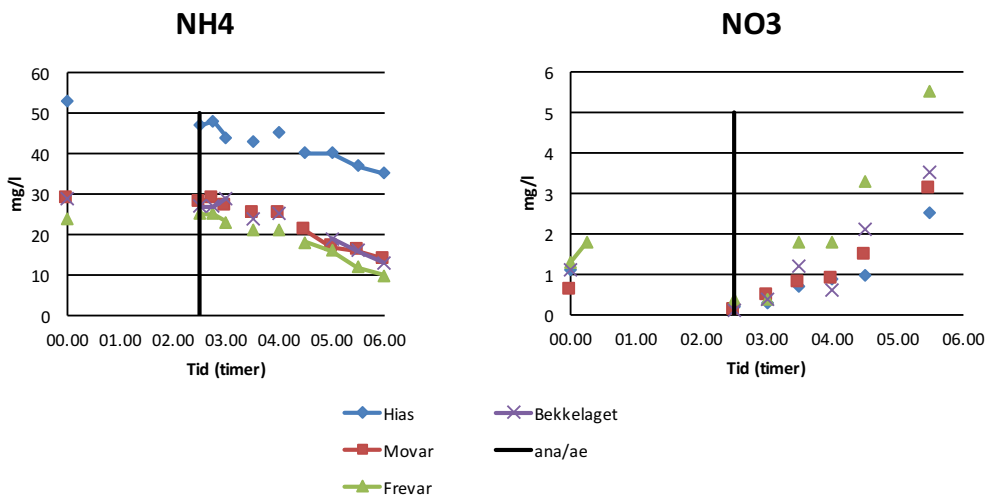 NH4
60
50
40
30
20
10
0
mg/l
00.00 01.00 02.00 03.00 04.00 05.00 06.00
Tid (timer)
NO3
6
5
4
3
2
1
0
mg/l
00.00 01.00 02.00 03.00 04.00 05.00 06.00
Tid (timer)
Hias
Bekkelaget
Movar
ana/ae
Frevar